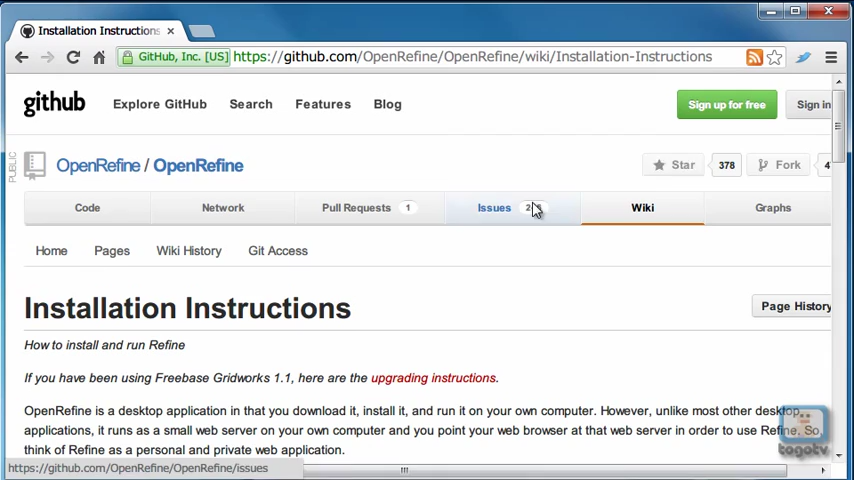 Installation Instructions
GitHub, Inc. [US] https://github.com/OpenRefine/OpenRefine/wiki/Installation-Instructions
github Explore GitHub Search Features Blog Sign up for free Sign in
PUBLIC OpenRefine / OpenRefine Star 378 Fork
Code Network Pull Requests 1 Issues Wiki Graphs
Home Pages Wiki History Git Access
Installation Instructions Page History
How to install and run Refine
If you have been using Freebase Gridworks 1.1, here are the upgrading instructions.
OpenRefine is a desktop application in that you download it, install it, and run it on your own computer. However, unlike most other desktop
applications, it runs as a small web server on your own computer and you point your web browser at that web server in order to use Refine. So,
think of Refine as a personal and private web application.
togotv
https://github.com/OpenRefine/OpenRefine/issues